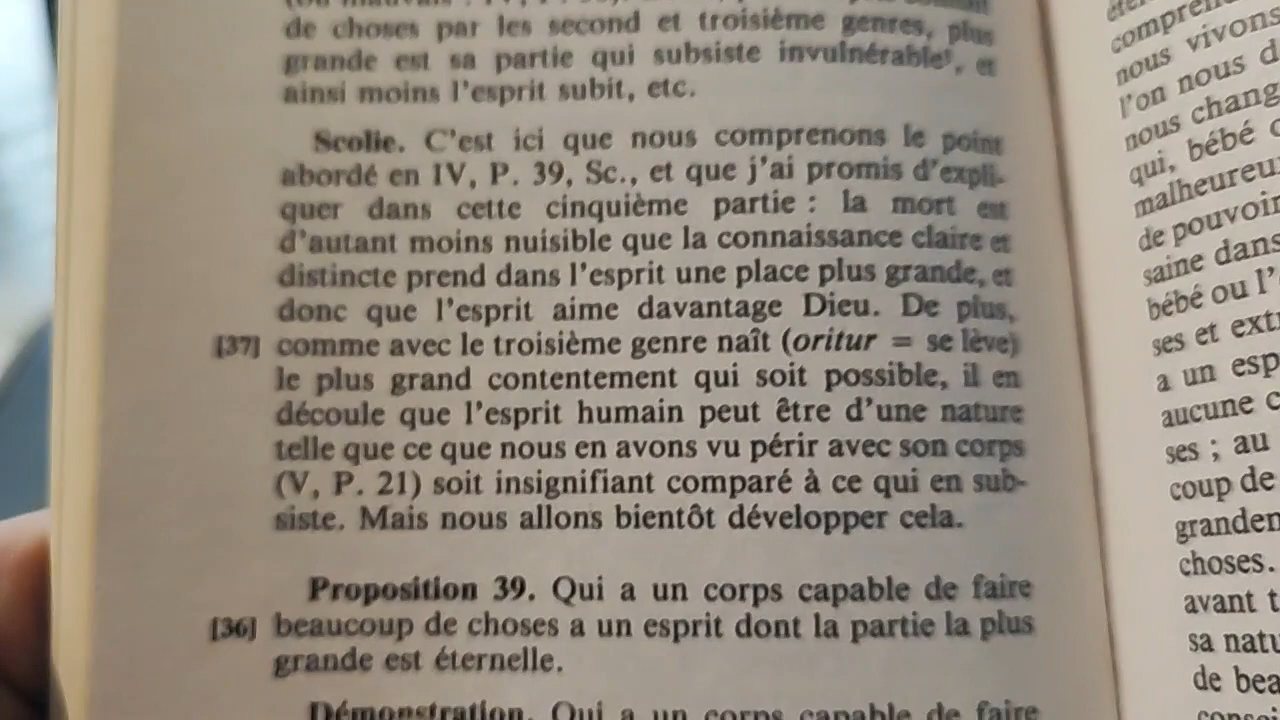 de choses par les second et troisième genres, plus
grande est sa partie qui subsiste invulnérable¹, et
ainsi moins l'esprit subit, etc.
Scolie. C'est ici que nous comprenons le point
abordé en IV, P. 39, Sc., et que j'ai promis d'expli-
quer dans cette cinquième partie : la mort est
d'autant moins nuisible que la connaissance claire et
distincte prend dans l'esprit une place plus grande, et
donc que l'esprit aime davantage Dieu. De plus,
[37] comme avec le troisième genre naît (oritur = se lève)
le plus grand contentement qui soit possible, il en
découle que l'esprit humain peut être d'une nature
telle que ce que nous en avons vu périr avec son corps
(V, P. 21) soit insignifiant comparé à ce qui en sub-
siste. Mais nous allons bientôt développer cela.
Proposition 39. Qui a un corps capable de faire
[36] beaucoup de choses a un esprit dont la partie la plus
grande est éternelle.
Démonstration. Qui a un corps capable de faire
nous vivons
l'on nous d
nous chang
qui, bébé
malheureu
de pouvoir
saine dans
bébé ou l'
ses et extr
a un esp
aucune c
ses ; au
coup de
granden
choses.
avant t
sa natu
de bea